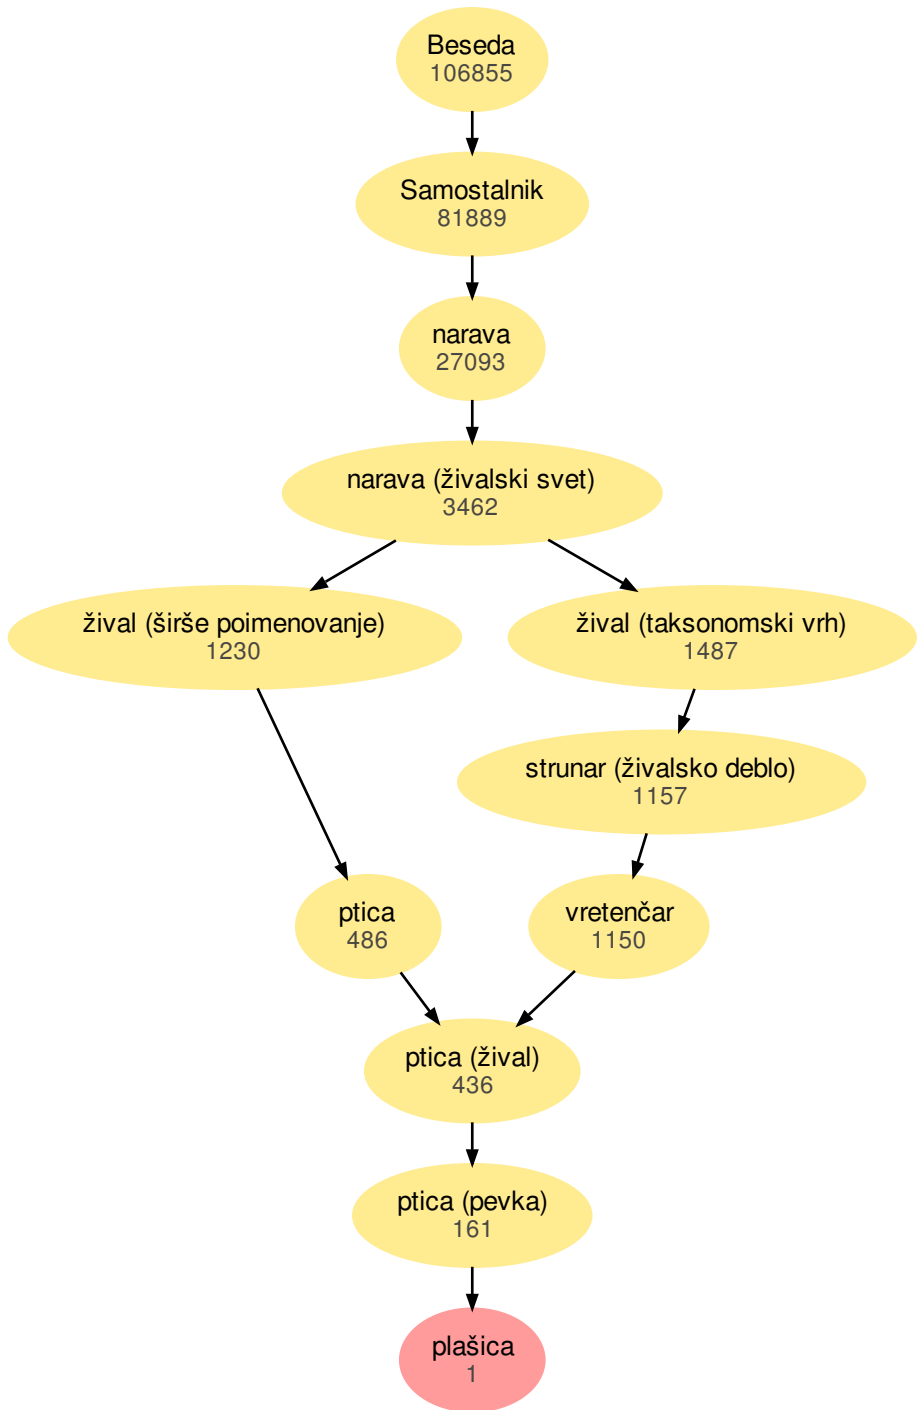 Beseda
106855
Samostalnik
81889
narava
27093
narava (živalski svet)
3462
žival (širše poimenovanje)
1230
žival (taksonomski vrh)
1487
strunar (živalsko deblo)
1157
ptica
486
vretenčar
1150
ptica (žival)
436
ptica (pevka)
161
plašica
1